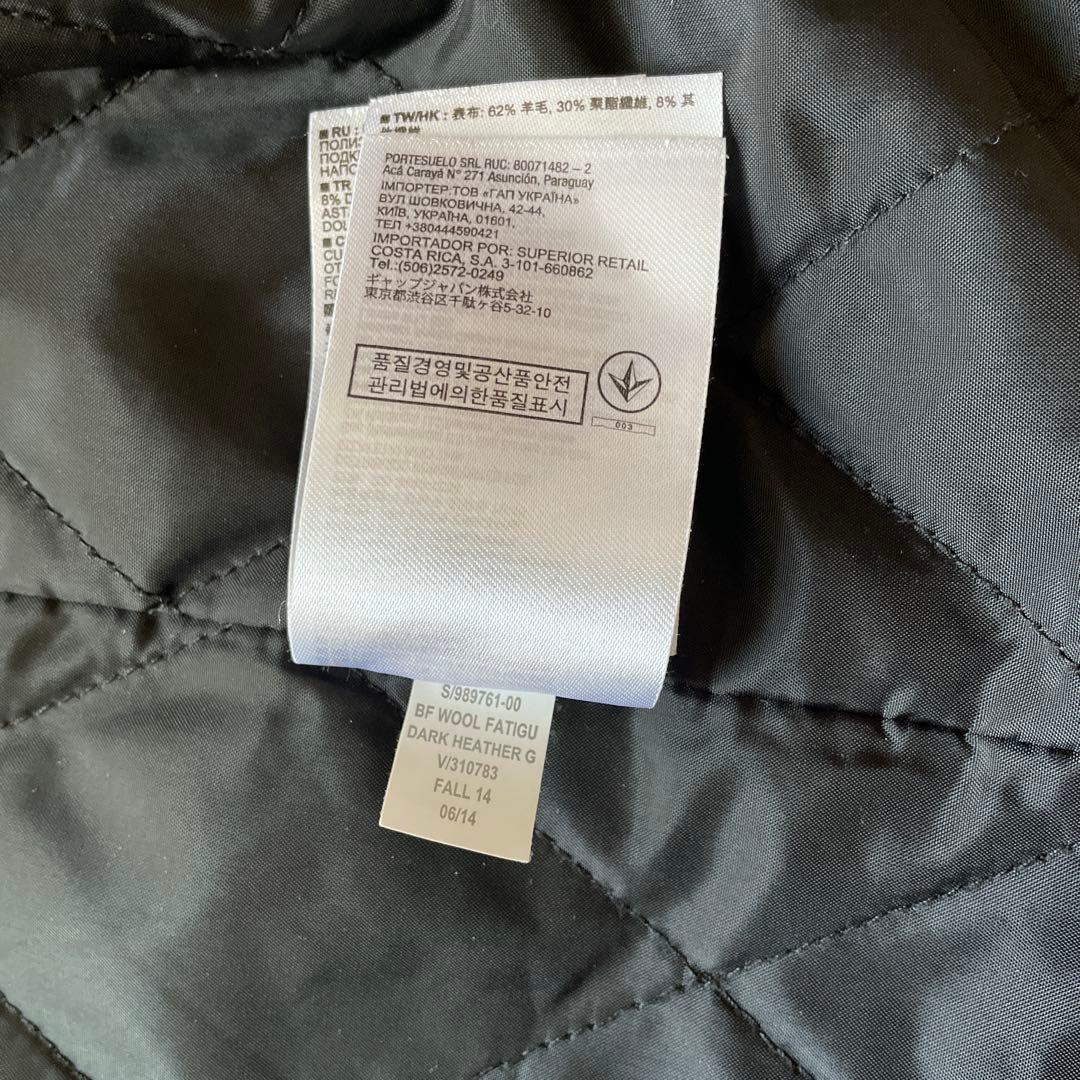 ■ TW/HK : 表布: 62% 羊毛, 30% 聚酯纖維, 8% 其
■ RU :
■ TR
8% D
■ C
PORTESUELO SRL RUC: 80071482 – 2
Acá Carayá N° 271 Asunción, Paraguay
ІМПОРТЕР:ТОВ «ГАП УКРАЇНА»
ВУЛ ШОВКОВИЧНА, 42-44,
КИЇВ, УКРАЇНА, 01601,
ТЕЛ +380444590421
IMPORTADOR POR: SUPERIOR RETAIL
COSTA RICA, S.A. 3-101-660862
Tel.:(506)2572-0249
ギャップジャパン株式会社
東京都渋谷区千駄ヶ谷5-32-10
품질경영및공산품안전
관리법에의한품질표시
003
S/989761-00
BF WOOL FATIGU
DARK HEATHER G
V/310783
FALL 14
06/14